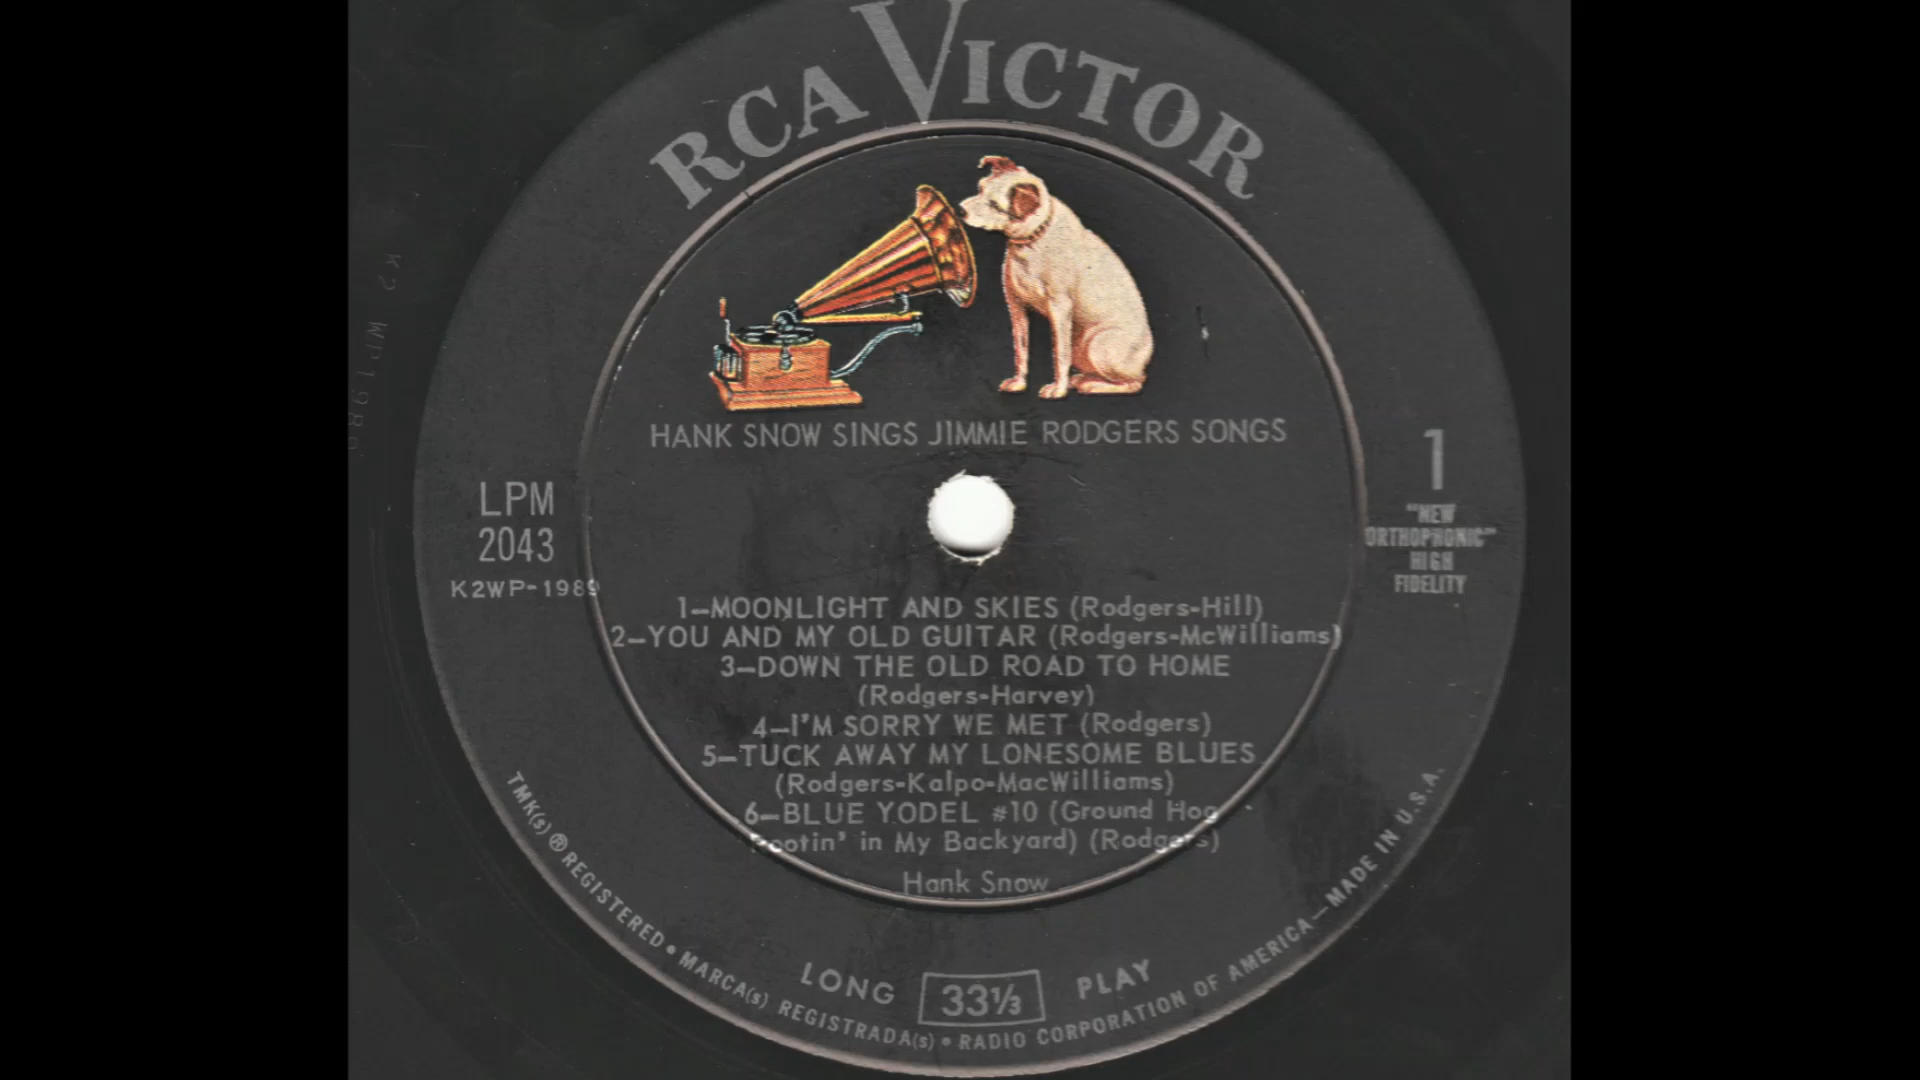 RCA VICTOR
HANK SNOW SINGS JIMMIE RODGERS SONGS
LPM
2043
K2WP-1989
1
"NEW
ORTHOPHONIC"
HIGH
FIDELITY
1—MOONLIGHT AND SKIES (Rodgers-Hill)
2—YOU AND MY OLD GUITAR (Rodgers-McWilliams)
3—DOWN THE OLD ROAD TO HOME
(Rodgers-Harvey)
4—I'M SORRY WE MET (Rodgers)
5—TUCK AWAY MY LONESOME BLUES
(Rodgers-Kalpo-MacWilliams)
6—BLUE YODEL #10 (Ground Hog
Rootin' in My Backyard) (Rodgers)
Hank Snow
LONG 33⅓ PLAY
TMK(s) ® REGISTERED • MARCA(s) REGISTRADA(s) • RADIO CORPORATION OF AMERICA—MADE IN U.S.A.
K2 WP1989